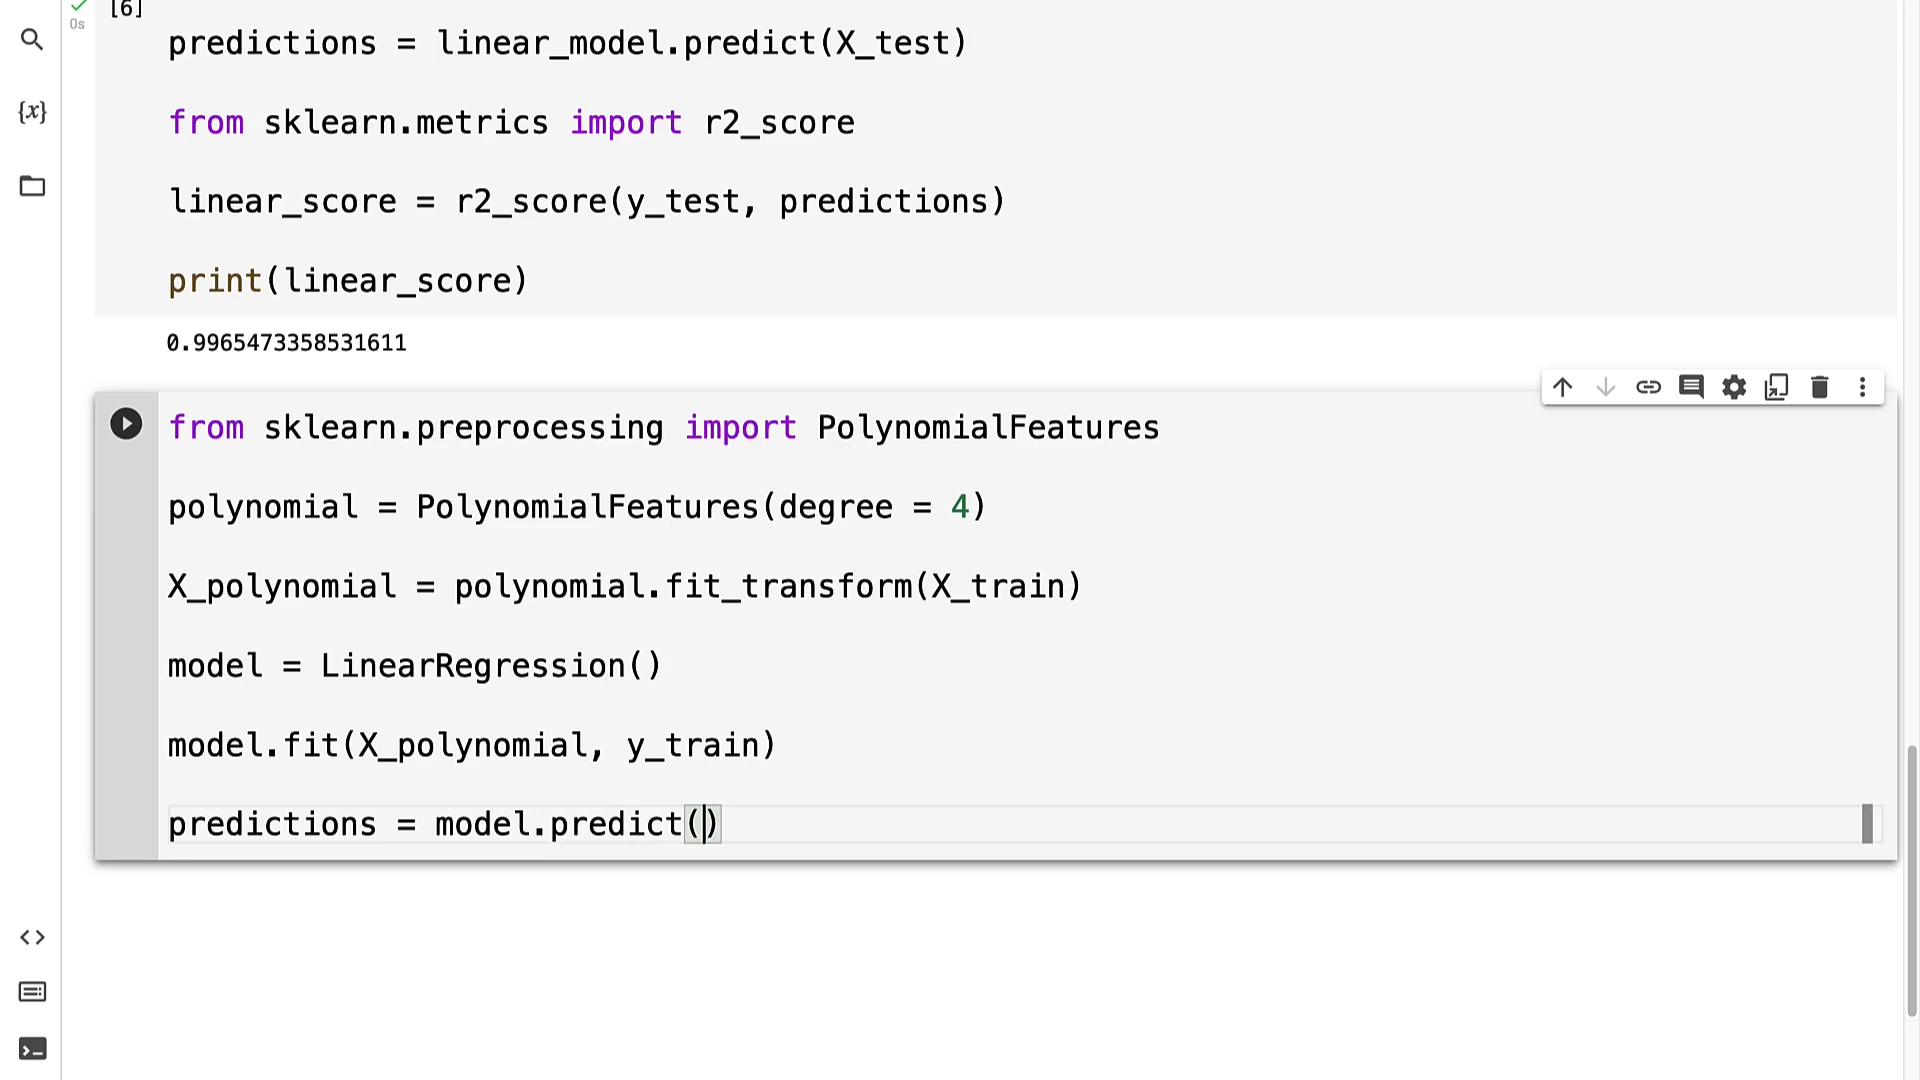 [6]
0s
predictions = linear_model.predict(X_test)
{x}
from sklearn.metrics import r2_score
linear_score = r2_score(y_test, predictions)
print(linear_score)
0.9965473358531611
from sklearn.preprocessing import PolynomialFeatures
polynomial = PolynomialFeatures(degree = 4)
X_polynomial = polynomial.fit_transform(X_train)
model = LinearRegression()
model.fit(X_polynomial, y_train)
predictions = model.predict()